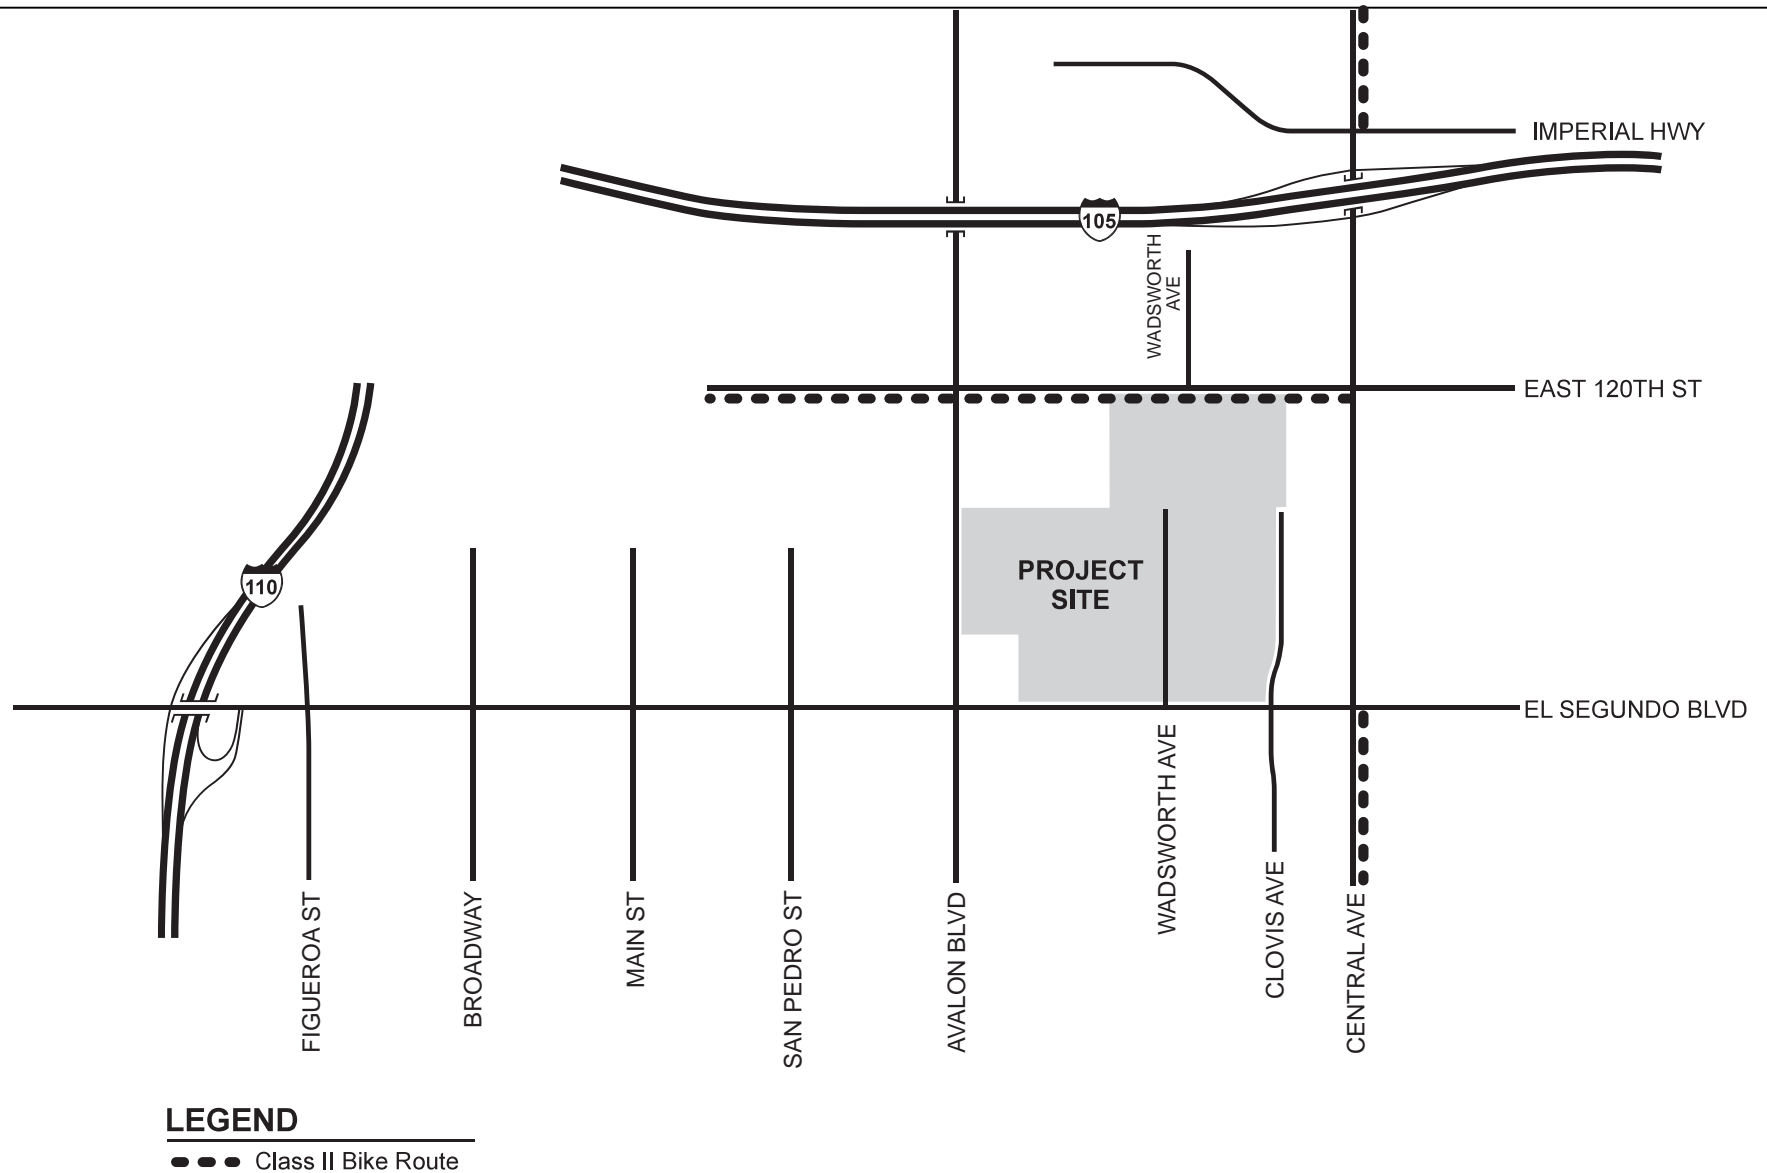 IMPERIAL HWY
105
WADSWORTH
AVE
EAST 120TH ST
PROJECT
SITE
110
EL SEGUNDO BLVD
FIGUEROA ST
BROADWAY
MAIN ST
SAN PEDRO ST
AVALON BLVD
WADSWORTH AVE
CLOVIS AVE
CENTRAL AVE
LEGEND
Class II Bike Route